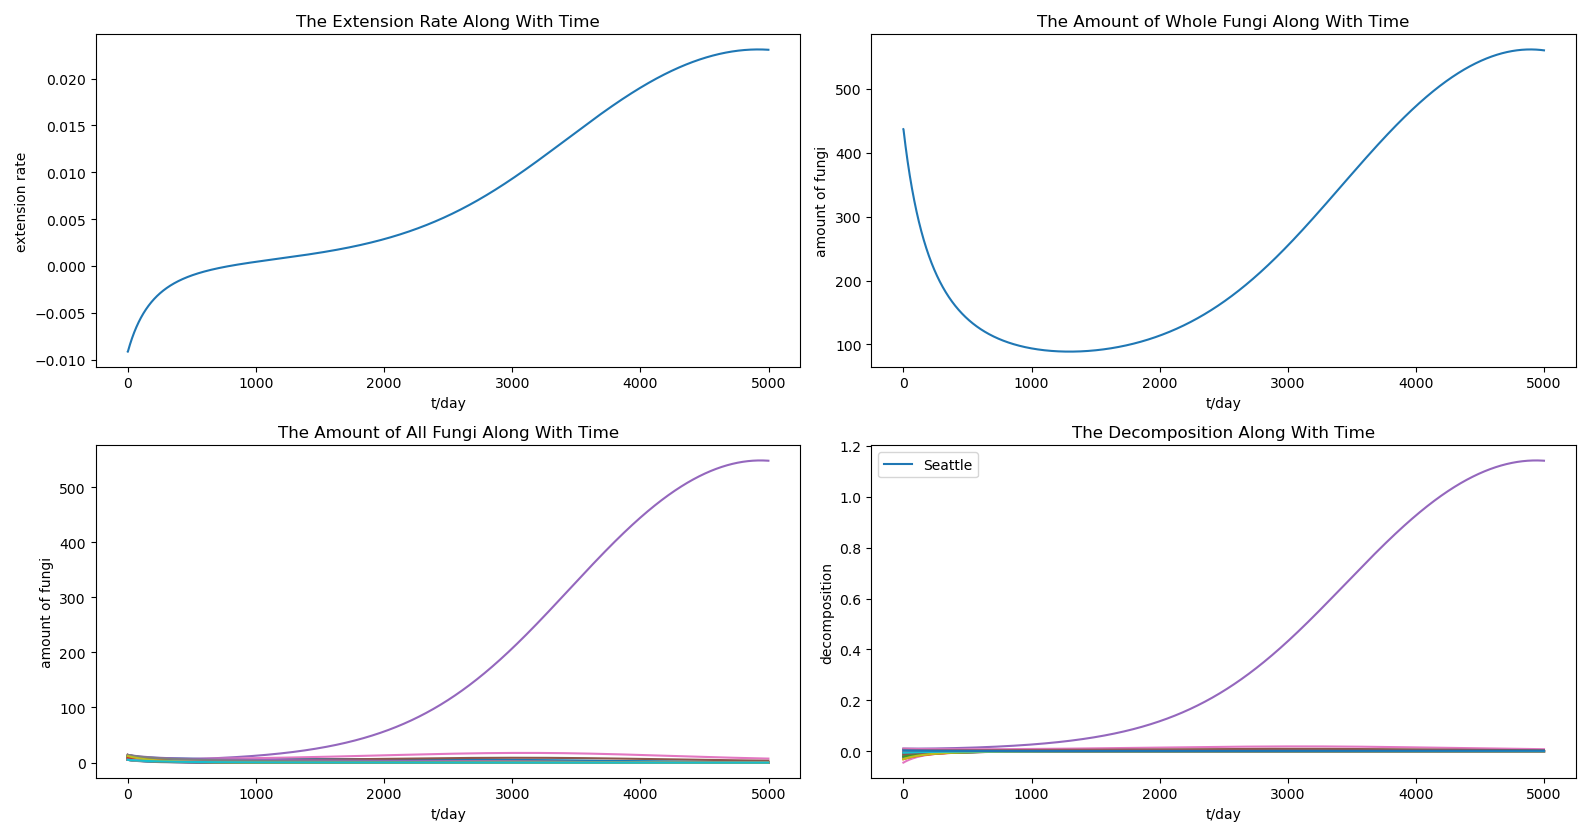 The Extension Rate Along With Time
0.020
0.015
0.010
0.005
0.000
−0.005
−0.010
extension rate
0 1000 2000 3000 4000 5000
t/day
The Amount of Whole Fungi Along With Time
500
400
300
200
100
amount of fungi
0 1000 2000 3000 4000 5000
t/day
The Amount of All Fungi Along With Time
500
400
300
200
100
0
amount of fungi
0 1000 2000 3000 4000 5000
t/day
The Decomposition Along With Time
Seattle
1.2
1.0
0.8
0.6
0.4
0.2
0.0
decomposition
0 1000 2000 3000 4000 5000
t/day